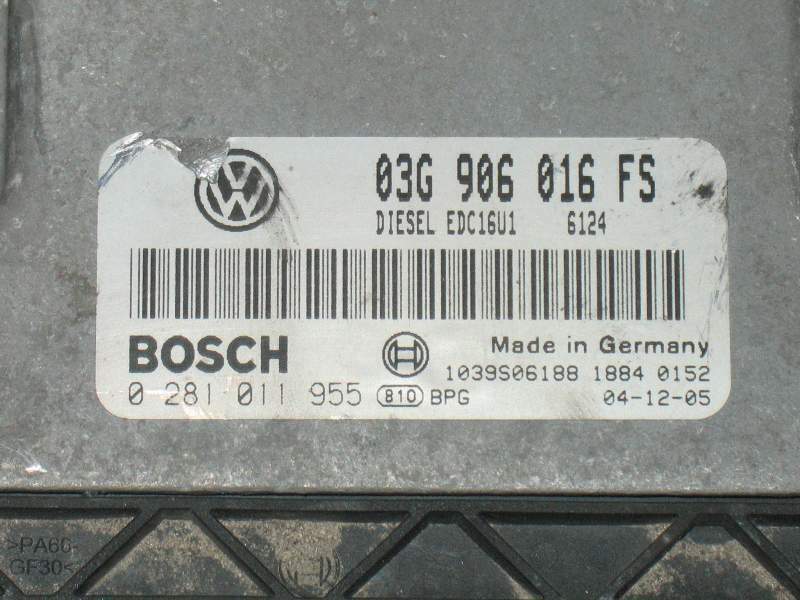 03G 906 016 FS
DIESEL EDC16U1 6124
BOSCH
Made in Germany
1039S06188 1884 0152
0 281 011 955 810 BPG 04-12-05
>PA66-
GF30<